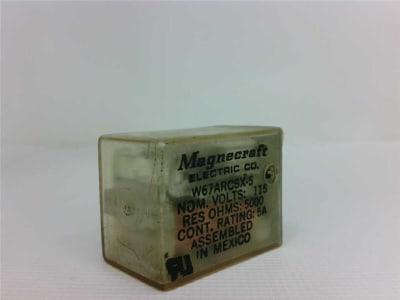 Magnecraft
ELECTRIC CO.
W67ARCSX-5
NOM. VOLTS: 115
RES OHMS: 5000
CONT. RATING: 5A
ASSEMBLED
IN MEXICO